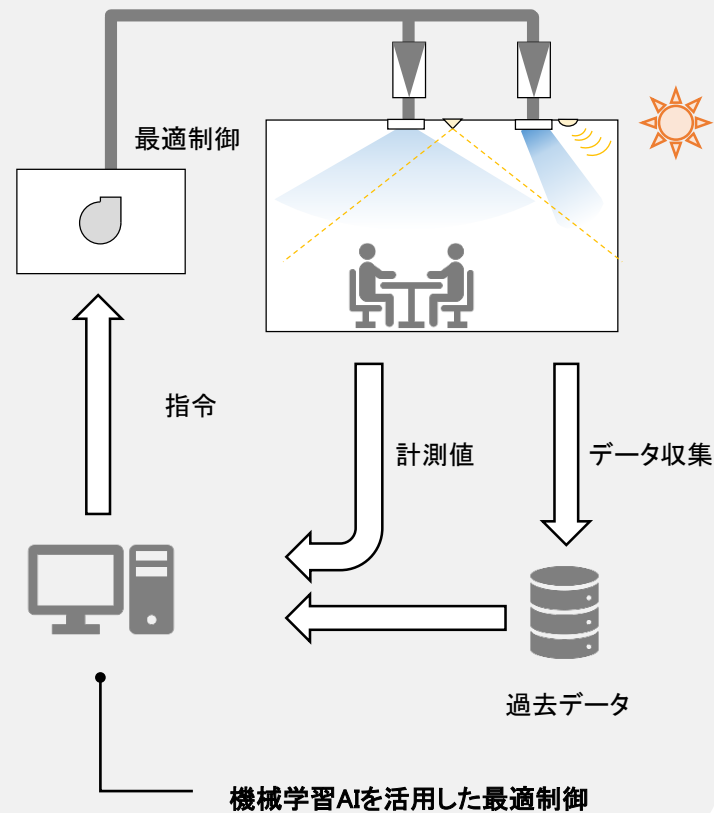 最適制御
指令
計測値
データ収集
過去データ
機械学習AIを活用した最適制御